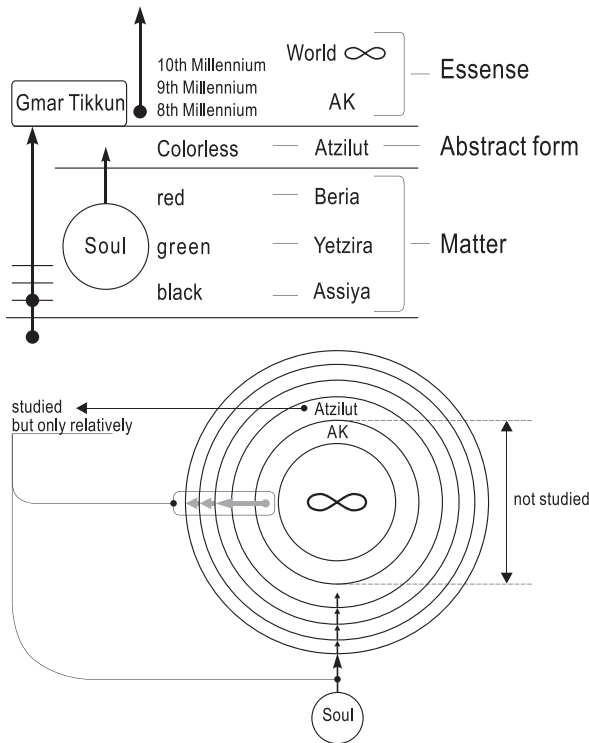 World ∞
Essense
10th Millennium
9th Millennium
8th Millennium
AK
Gmar Tikkun
Colorless
Atzilut
Abstract form
red
Beria
Soul
green
Yetzira
Matter
black
Assiya
studied
but only relatively
Atzilut
AK
∞
not studied
Soul